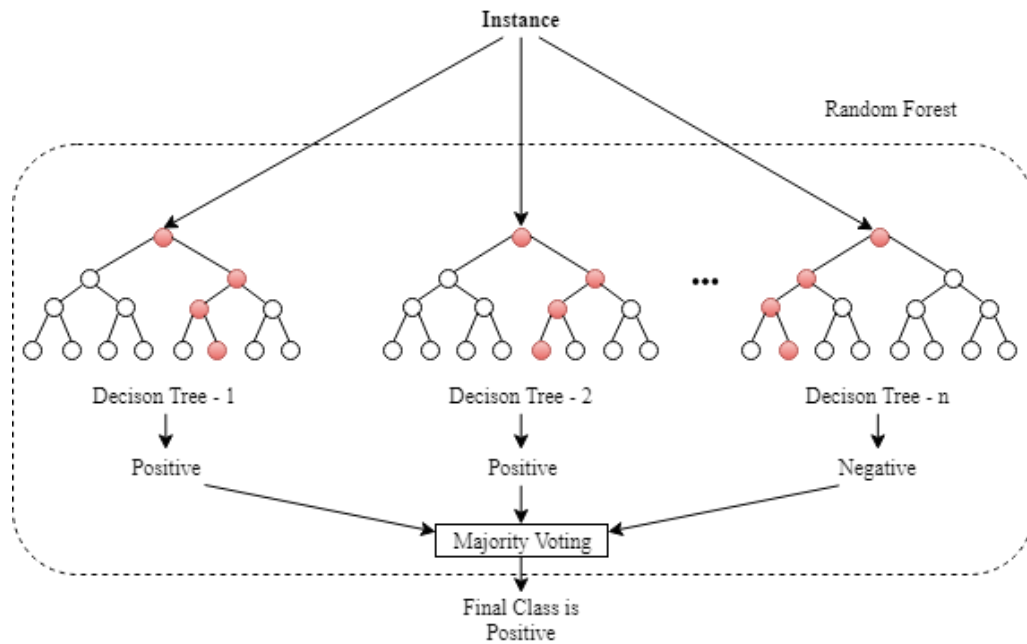 Instance
Random Forest
...
Decison Tree - 1
Decison Tree - 2
Decison Tree - n
Positive
Positive
Negative
Majority Voting
Final Class is
Positive